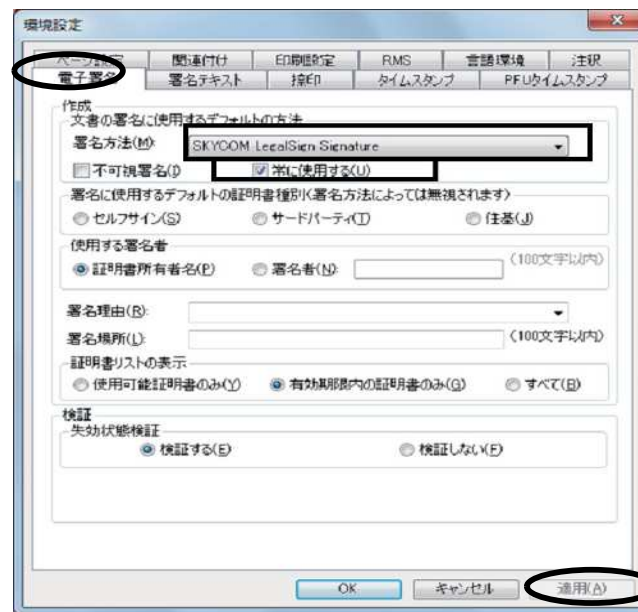 環境設定
ページ設定 関連付け 印刷設定 RMS 言語環境 注釈
電子署名 署名テキスト 捺印 タイムスタンプ PFUタイムスタンプ
作成
文書の署名に使用するデフォルトの方法
署名方法(M): SKYCOM LegalSign Signature
不可視署名(I) 常に使用する(U)
署名に使用するデフォルトの証明書種別(署名方法によっては無視されます)
セルフサイン(S) サードパーティ(T) 住基(J)
使用する署名者
証明書所有者名(P) 署名者(N): (100文字以内)
署名理由(R):
署名場所(L): (100文字以内)
証明書リストの表示
使用可能証明書のみ(Y) 有効期限内の証明書のみ(G) すべて(B)
検証
失効状態検証
検証する(E) 検証しない(F)
OK キャンセル 適用(A)